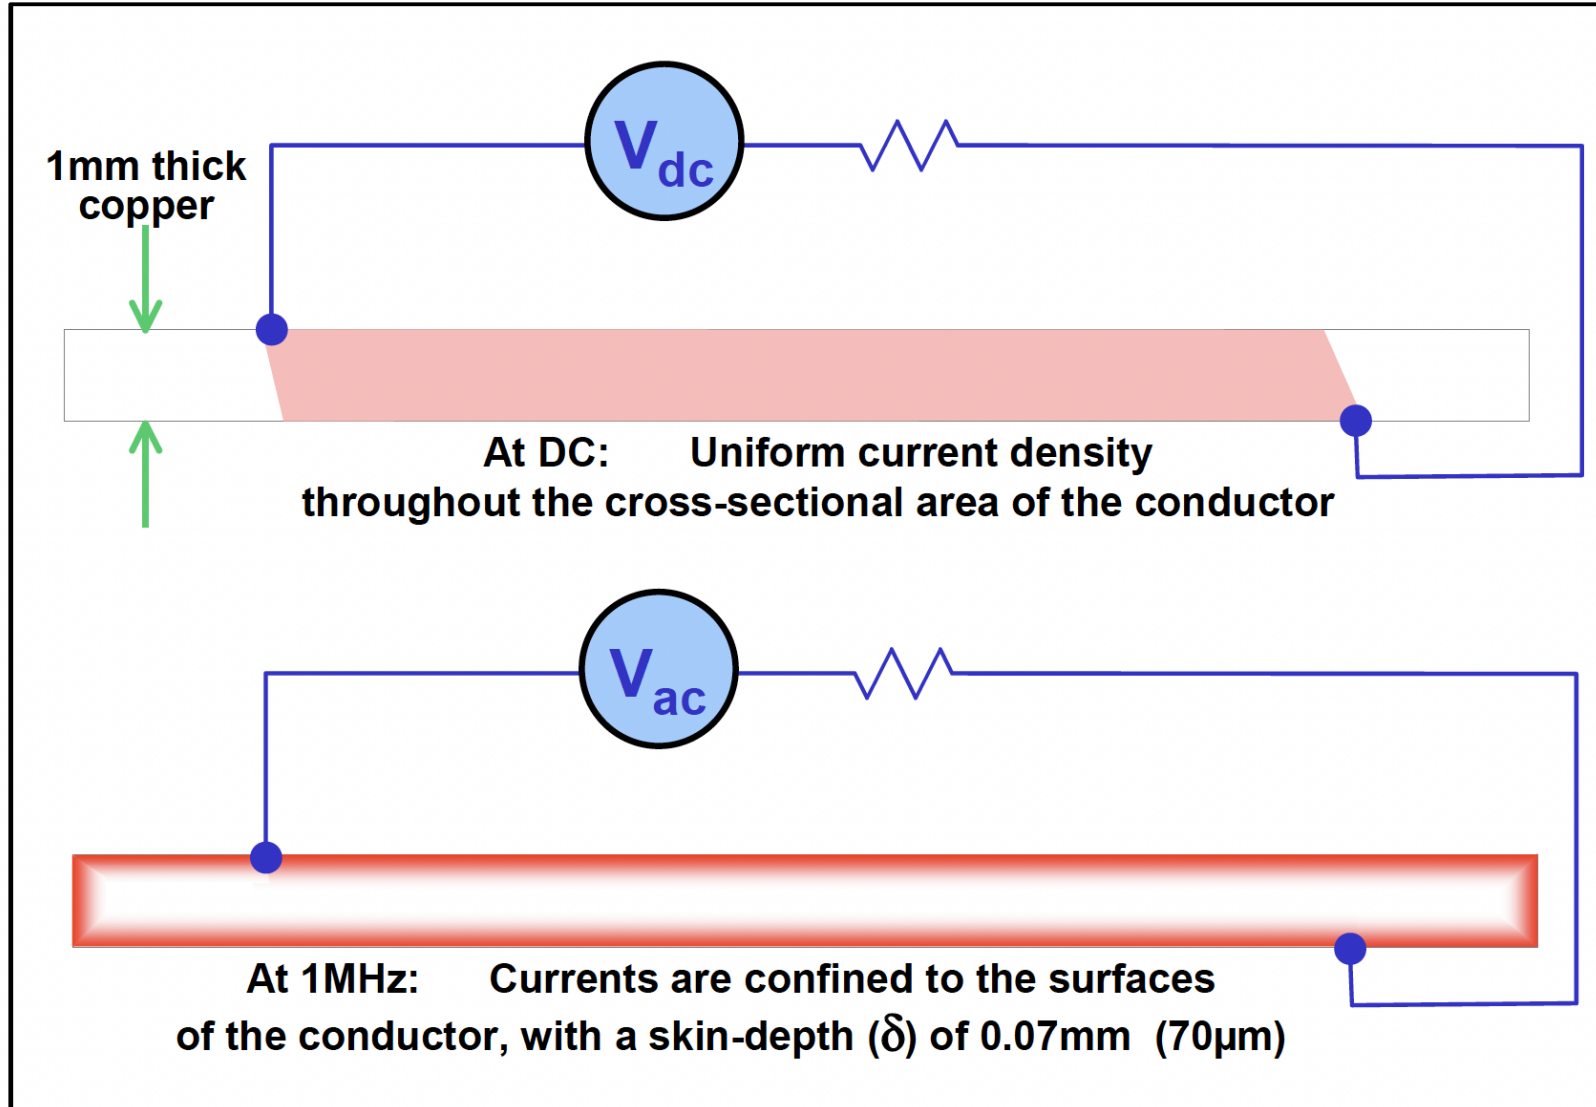 1mm thick
copper
Vdc
At DC: Uniform current density
throughout the cross-sectional area of the conductor
Vac
At 1MHz: Currents are confined to the surfaces
of the conductor, with a skin-depth (δ) of 0.07mm (70µm)